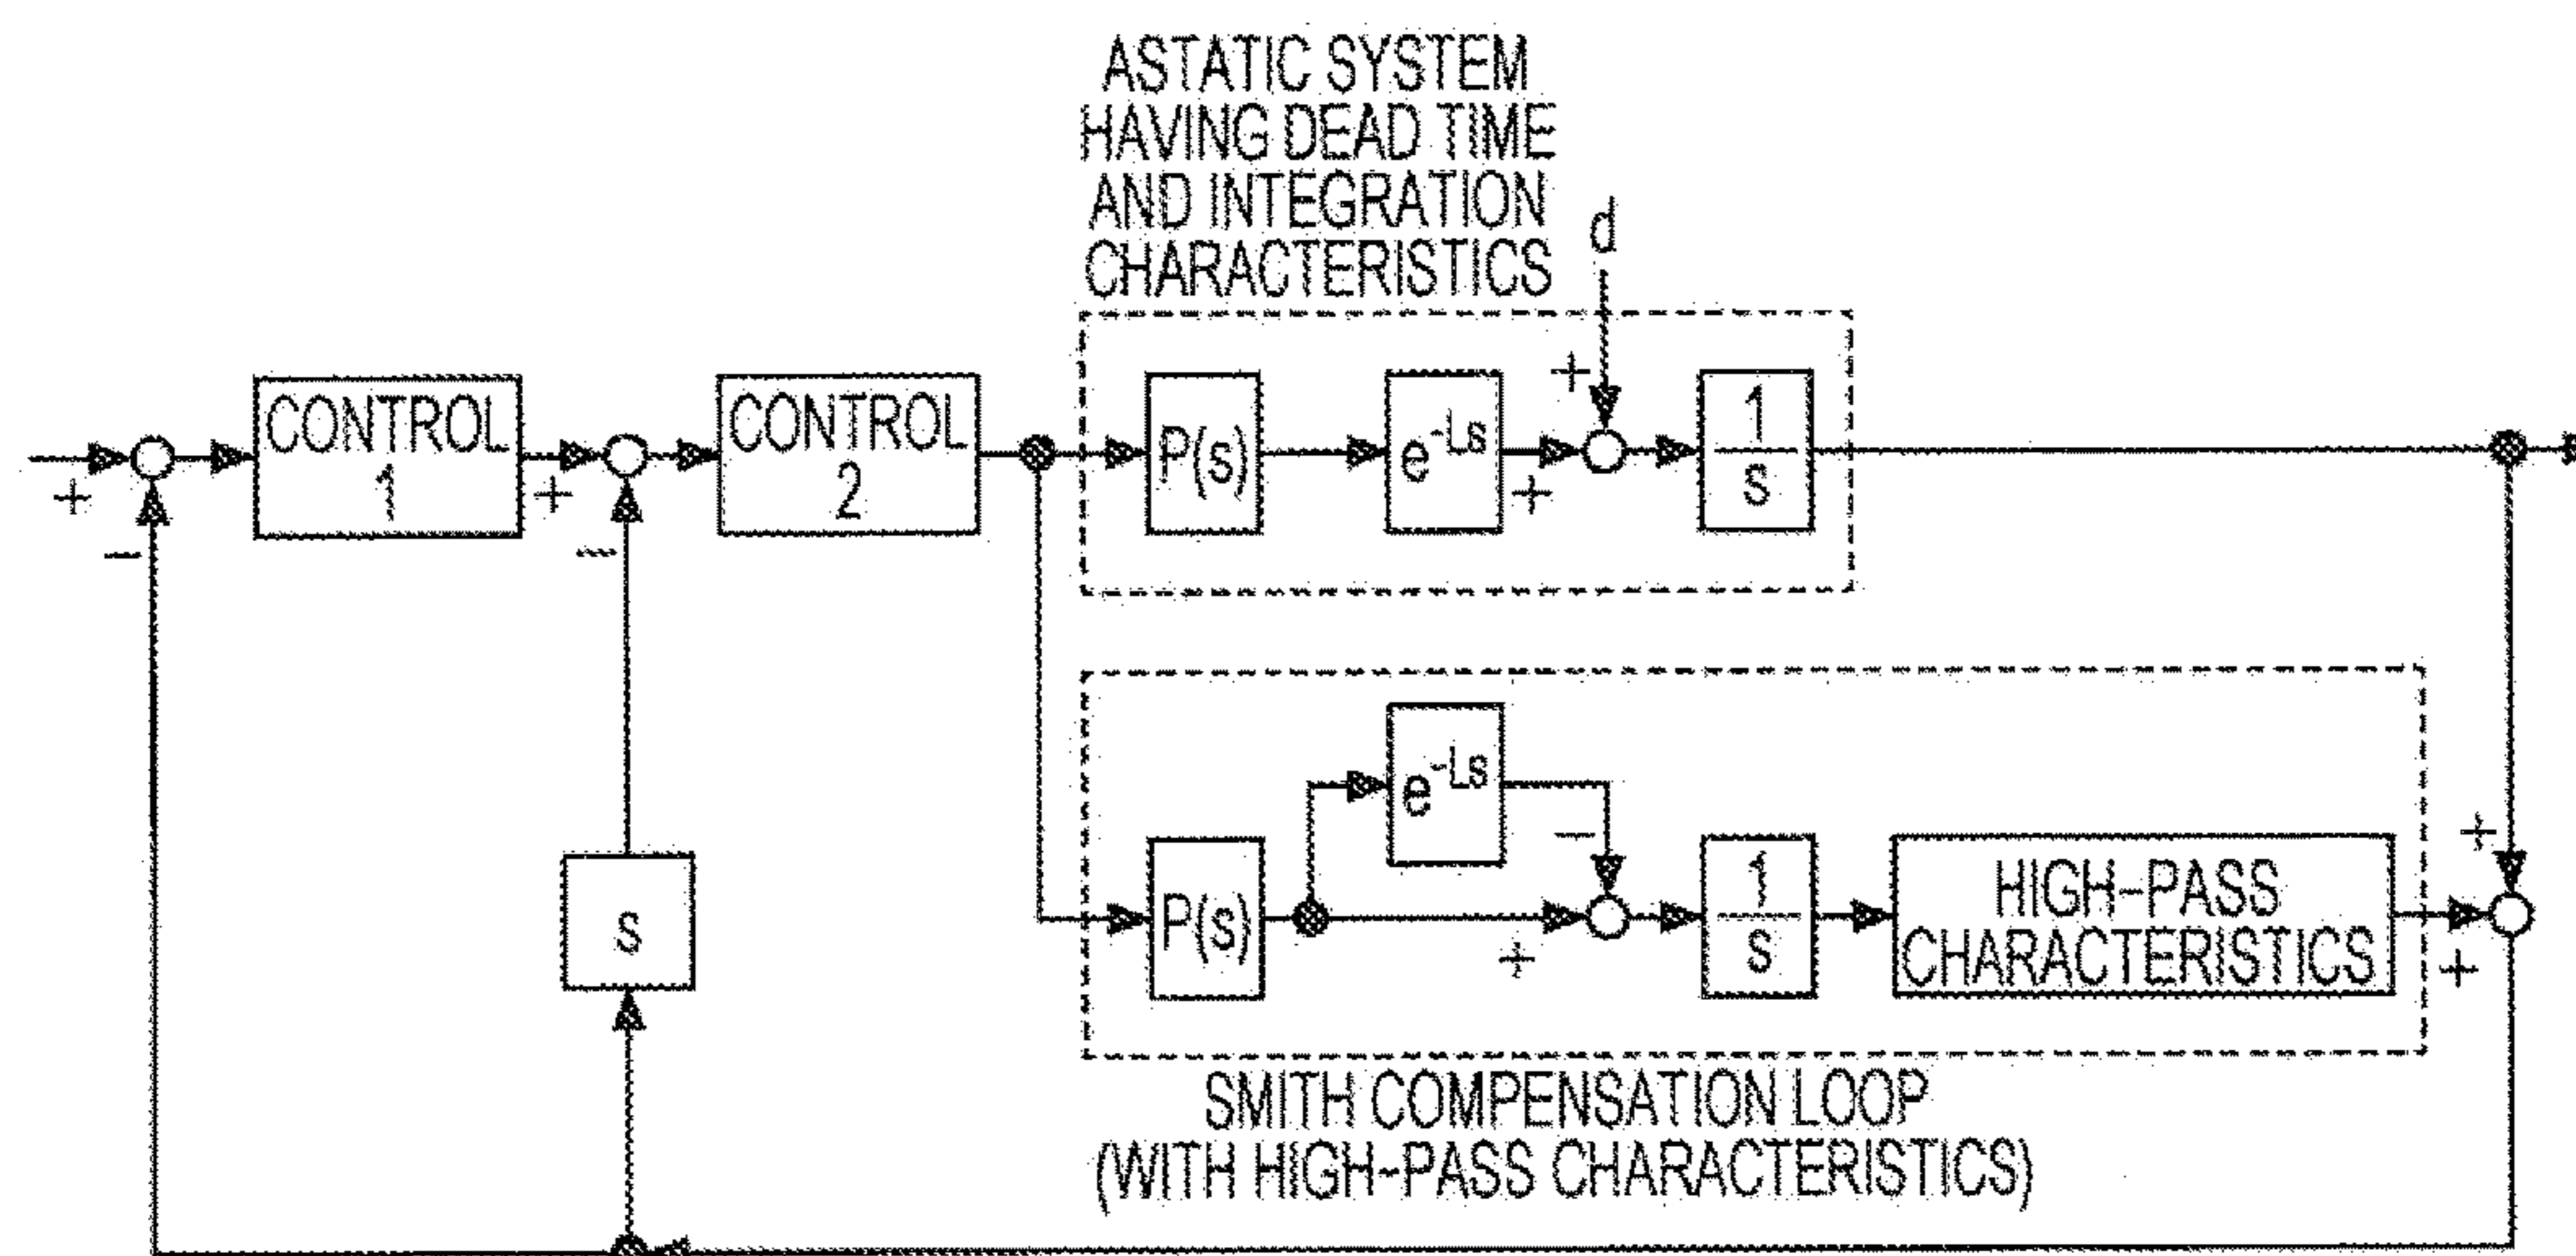 ASTATIC SYSTEM
HAVING DEAD TIME
AND INTEGRATION
CHARACTERISTICS
d
+
CONTROL
1
CONTROL
2
P(s)
e^-Ls
1
s
+
+
+
−
−
e^-Ls
−
s
P(s)
+
1
s
HIGH-PASS
CHARACTERISTICS
+
+
SMITH COMPENSATION LOOP
(WITH HIGH-PASS CHARACTERISTICS)